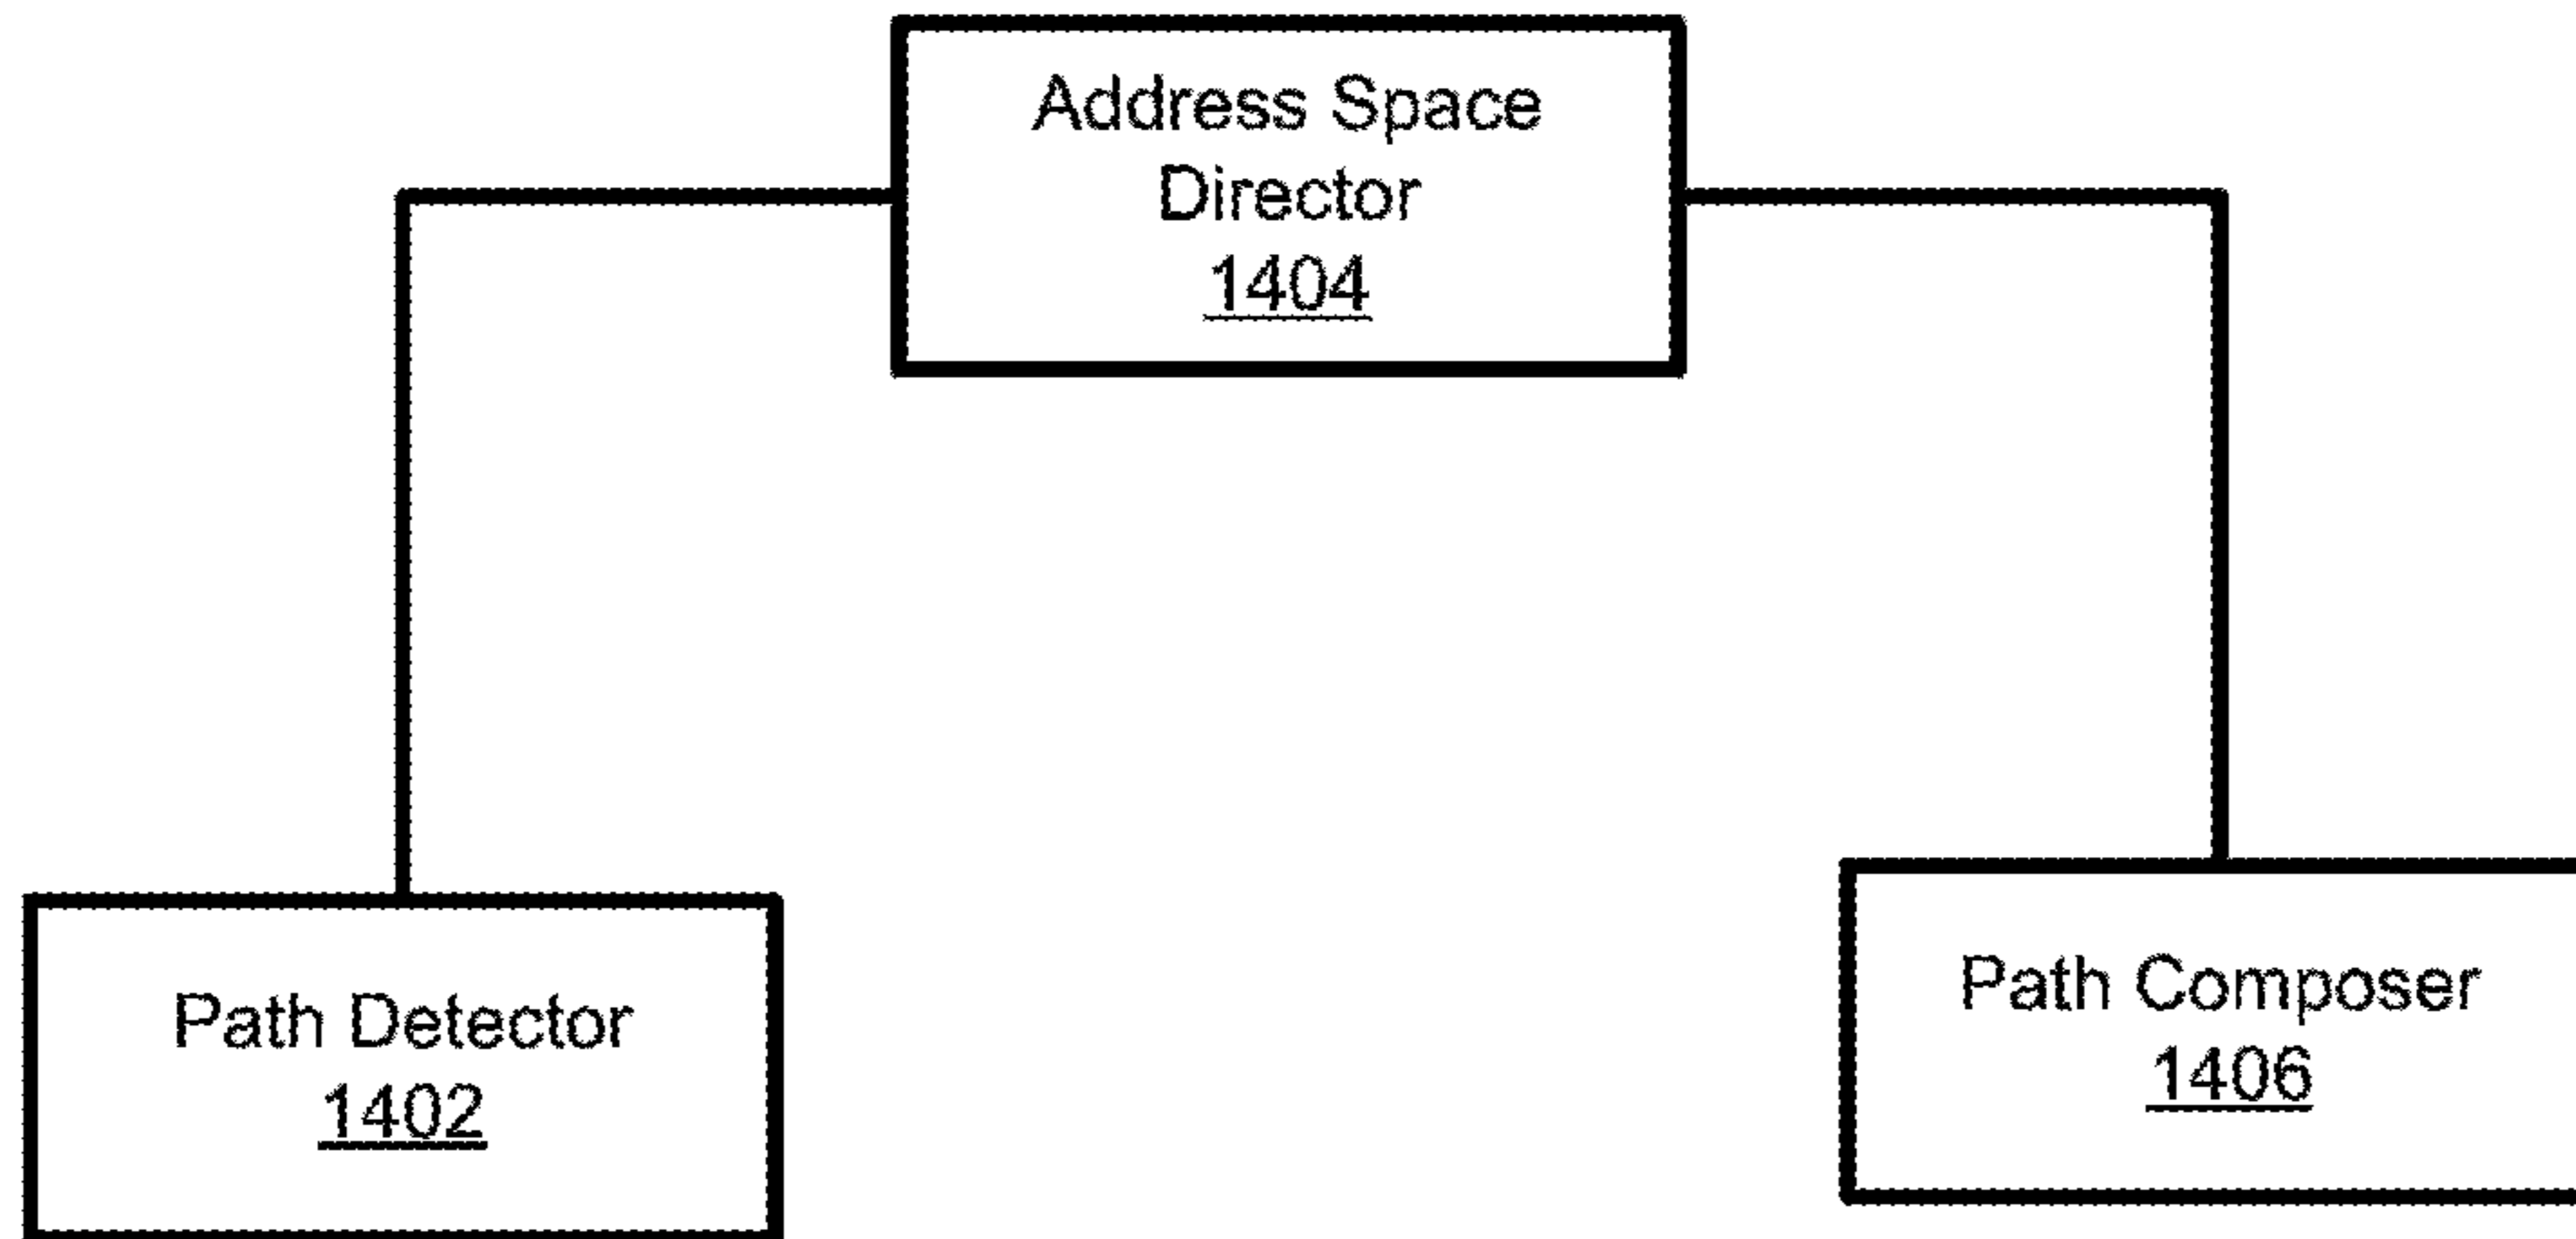 Address Space
Director
1404
Path Detector
1402
Path Composer
1406